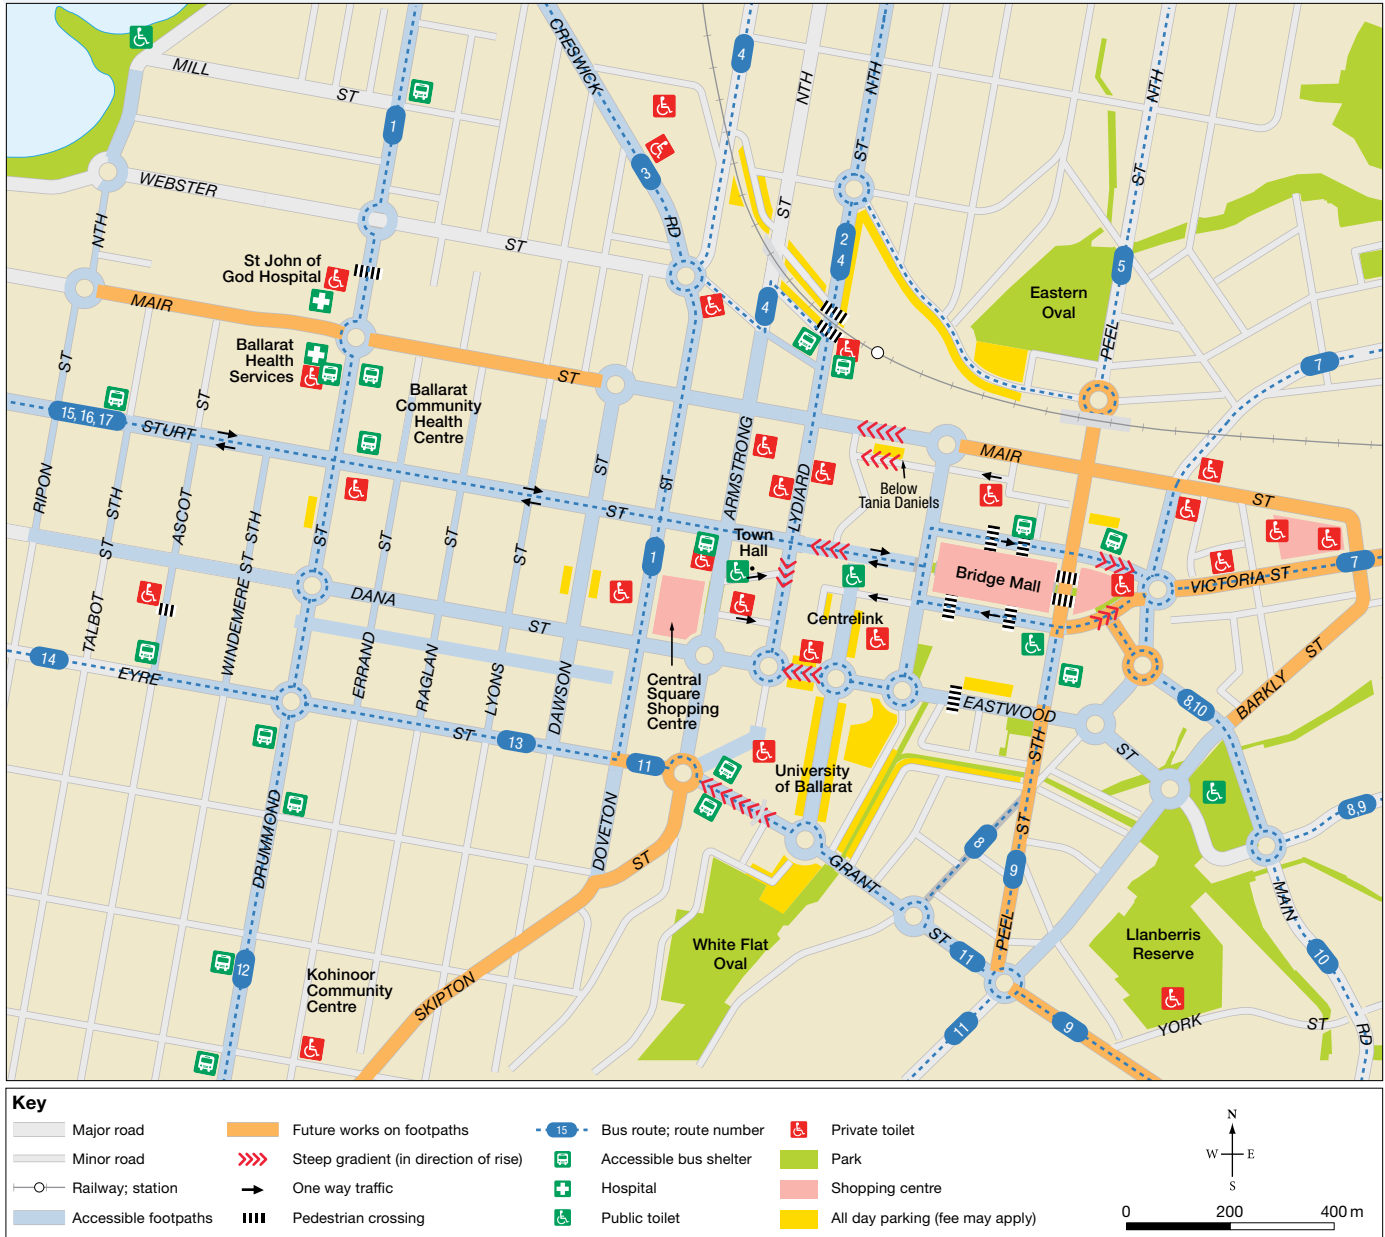 MILL
ST
CRESWICK
4
NTH
NTH
NTH
1
3
ST
ST
WEBSTER
NTH
ST
RD
ST
2
4
5
St John of
God Hospital
Eastern
Oval
MAIR
4
PEEL
Ballarat
Health
Services
ST
ST
ST
7
Ballarat
Community
Health
Centre
15, 16, 17
STURT
ARMSTRONG
MAIR
ST
ST
LYDIARD
Below
Tania Daniels
ST
RIPON
STH
ASCOT
STH
ST
ST
ST
ST
ST
ST
Town
Hall
1
Bridge Mall
7
VICTORIA ST
DANA
ST
TALBOT
WINDEMERE ST
Centrelink
14
EYRE
ERRAND
RAGLAN
LYONS
DAWSON
Central
Square
Shopping
Centre
ST
BARKLY
8,10
EASTWOOD
ST
STH
ST
13
11
University
of Ballarat
DRUMMOND
DOVETON
ST
ST
8
8,9
9
GRANT
ST
11
PEEL
MAIN
White Flat
Oval
Llanberris
Reserve
10
12
Kohinoor
Community
Centre
SKIPTON
11
9
YORK
ST
RD
Key
Major road
Minor road
Railway; station
Accessible footpaths
Future works on footpaths
Steep gradient (in direction of rise)
One way traffic
Pedestrian crossing
15
Bus route; route number
Accessible bus shelter
Hospital
Public toilet
Private toilet
Park
Shopping centre
All day parking (fee may apply)
N
W
E
S
0
200
400 m